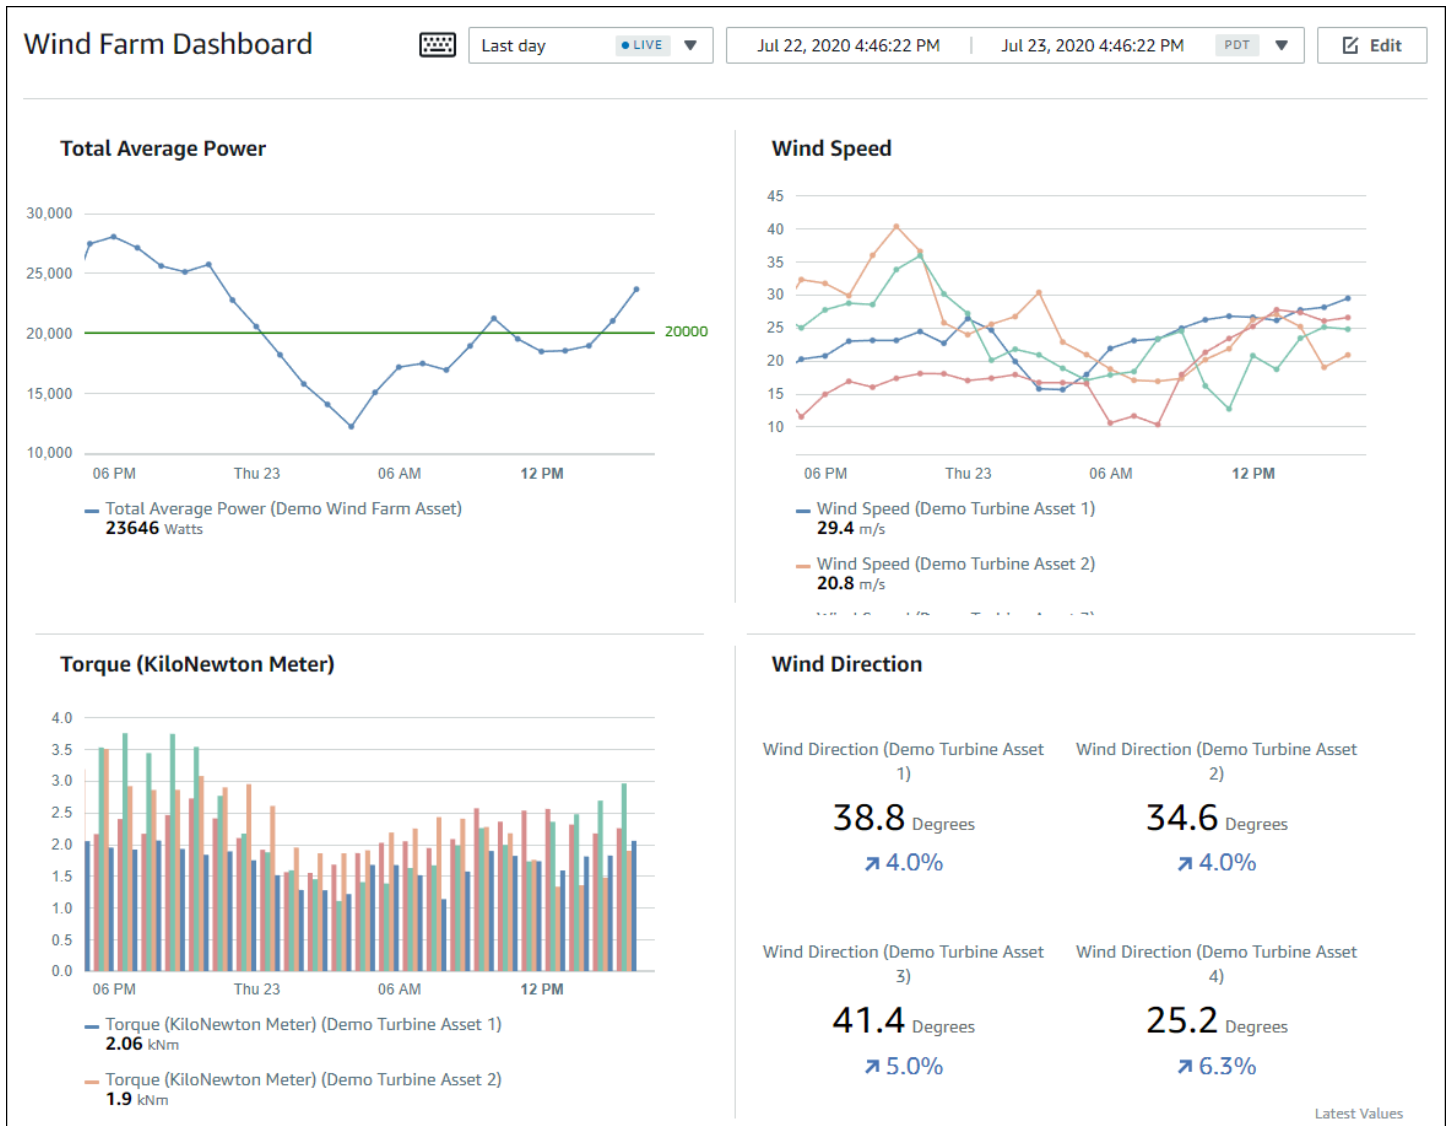 Wind Farm Dashboard
Last day
LIVE
Jul 22, 2020 4:46:22 PM | Jul 23, 2020 4:46:22 PM
PDT
Edit
Total Average Power
30,000
25,000
20,000
15,000
10,000
20000
06 PM Thu 23 06 AM 12 PM
Total Average Power (Demo Wind Farm Asset)
23646 Watts
Wind Speed
45
40
35
30
25
20
15
10
06 PM Thu 23 06 AM 12 PM
Wind Speed (Demo Turbine Asset 1)
29.4 m/s
Wind Speed (Demo Turbine Asset 2)
20.8 m/s
Torque (KiloNewton Meter)
4.0
3.5
3.0
2.5
2.0
1.5
1.0
0.5
0.0
06 PM Thu 23 06 AM 12 PM
Torque (KiloNewton Meter) (Demo Turbine Asset 1)
2.06 kNm
Torque (KiloNewton Meter) (Demo Turbine Asset 2)
1.9 kNm
Wind Direction
Wind Direction (Demo Turbine Asset
1)
38.8 Degrees
4.0%
Wind Direction (Demo Turbine Asset
2)
34.6 Degrees
4.0%
Wind Direction (Demo Turbine Asset
3)
41.4 Degrees
5.0%
Wind Direction (Demo Turbine Asset
4)
25.2 Degrees
6.3%
Latest Values